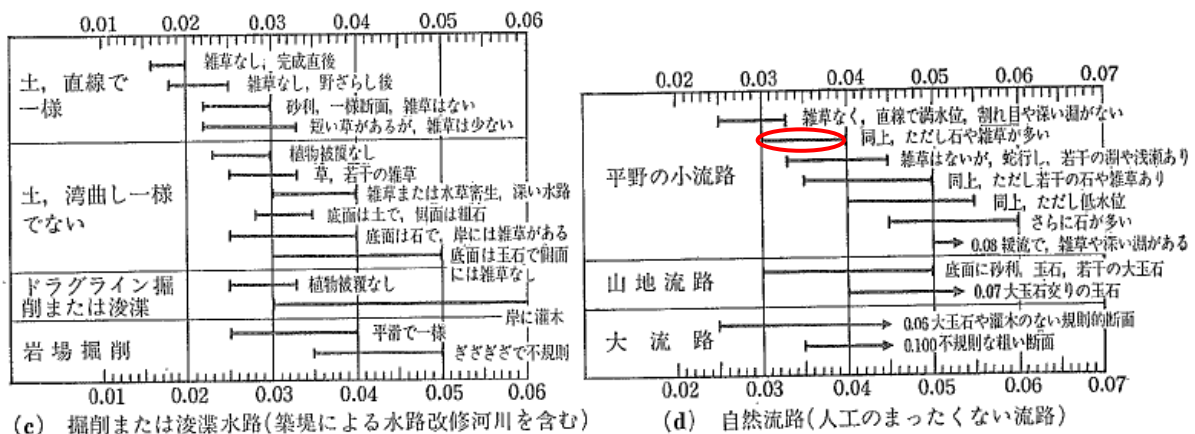 0.01 0.02 0.03 0.04 0.05 0.06
土，直線で
一様
雑草なし，完成直後
雑草なし，野ざらし後
砂利，一様断面，雑草はない
短い草があるが，雑草は少ない
土，湾曲し一様
でない
植物被覆なし
草，若干の雑草
雑草または水草密生，深い水路
底面は土で，側面は粗石
底面は石で，岸には雑草がある
底面は玉石で側面
には雑草なし
ドラグライン掘
削または浚渫
植物被覆なし
岸に灌木
岩場掘削
平滑で一様
ぎざぎざで不規則
0.01 0.02 0.03 0.04 0.05 0.06
(c) 掘削または浚渫水路(築堤による水路改修河川を含む)
0.02 0.03 0.04 0.05 0.06 0.07
平野の小流路
雑草なく，直線で満水位，割れ目や深い淵がない
同上，ただし石や雑草が多い
雑草はないが，蛇行し，若干の淵や浅瀬あり
同上，ただし若干の石や雑草あり
同上，ただし低水位
さらに石が多い
0.08 緩流で，雑草や深い淵がある
山地流路
底面に砂利，玉石，若干の大玉石
0.07 大玉石交りの玉石
大流路
0.06 大玉石や灌木のない規則的断面
0.100 不規則な粗い断面
0.02 0.03 0.04 0.05 0.06 0.07
(d) 自然流路(人工のまったくない流路)